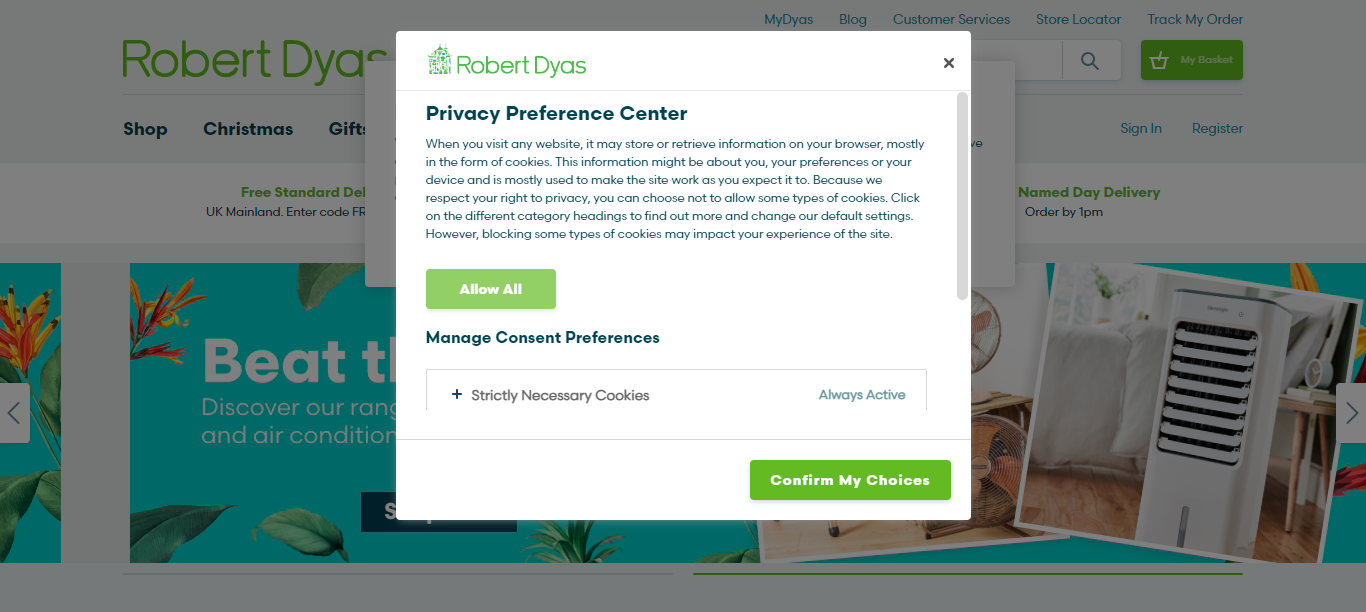 MyDyas Blog Customer Services Store Locator Track My Order
Robert Dyas
My Basket
Shop Christmas Gifts
Sign In Register
Free Standard Del
UK Mainland. Enter code FR
Named Day Delivery
Order by 1pm
Beat th
Discover our rang
and air condition
Robert Dyas
Privacy Preference Center
When you visit any website, it may store or retrieve information on your browser, mostly
in the form of cookies. This information might be about you, your preferences or your
device and is mostly used to make the site work as you expect it to. Because we
respect your right to privacy, you can choose not to allow some types of cookies. Click
on the different category headings to find out more and change our default settings.
However, blocking some types of cookies may impact your experience of the site.
Allow All
Manage Consent Preferences
+ Strictly Necessary Cookies Always Active
Confirm My Choices